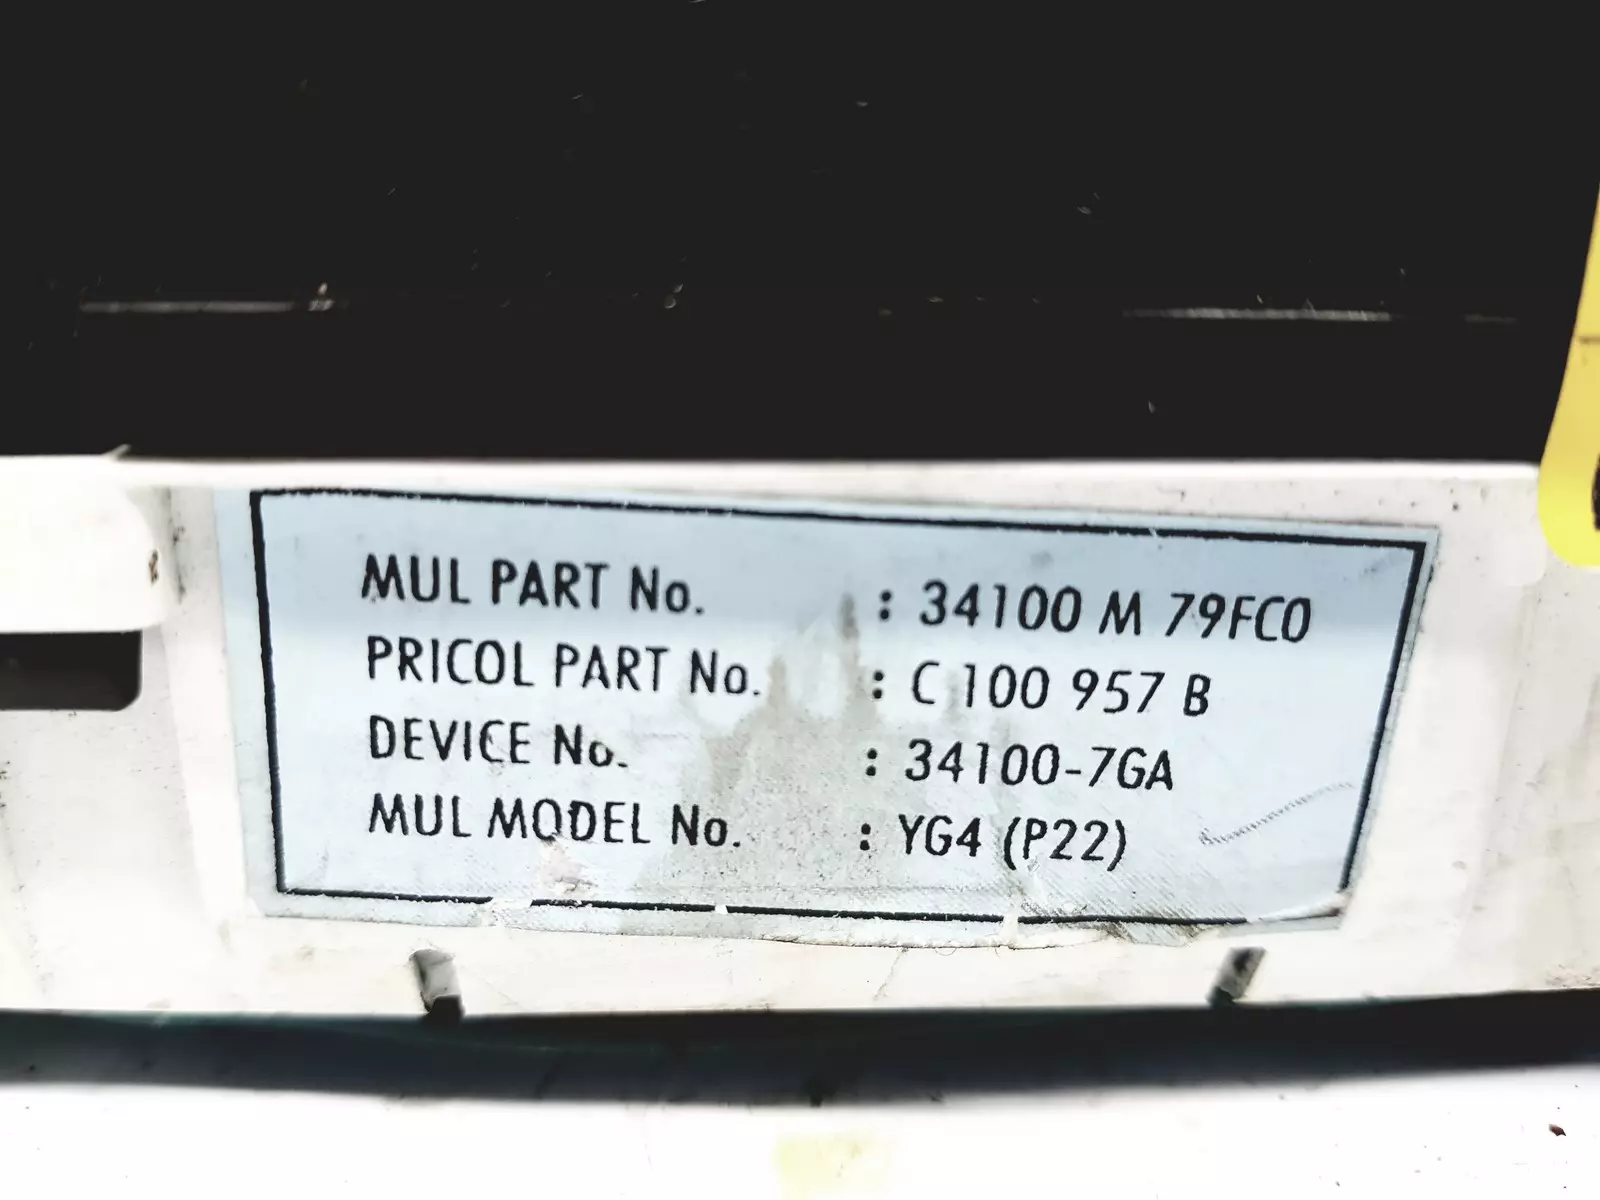 MUL PART No. : 34100 M 79FC0
PRICOL PART No. : C 100 957 B
DEVICE No. : 34100-7GA
MUL MODEL No. : YG4 (P22)